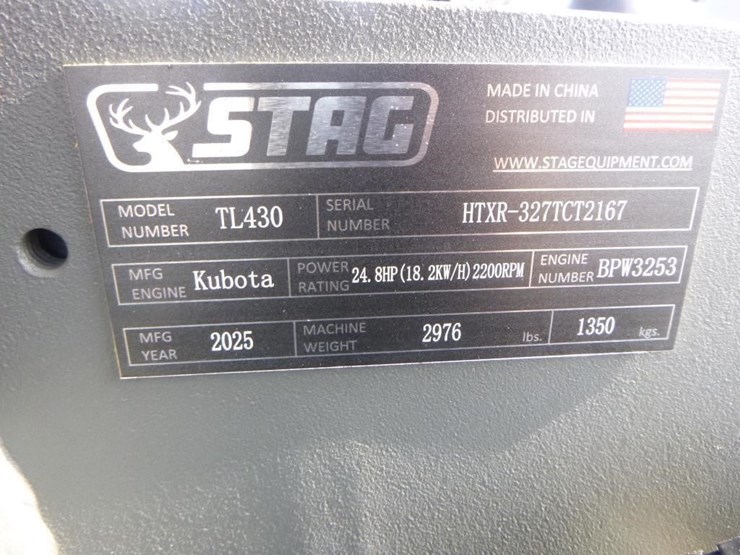 STAG
MADE IN CHINA
DISTRIBUTED IN
WWW.STAGEQUIPMENT.COM
MODEL NUMBER TL430 SERIAL NUMBER HTXR-327TCT2167
MFG ENGINE Kubota POWER RATING 24.8HP(18.2KW/H)2200RPM ENGINE NUMBER BPW3253
MFG YEAR 2025 MACHINE WEIGHT 2976 lbs. 1350 kgs.